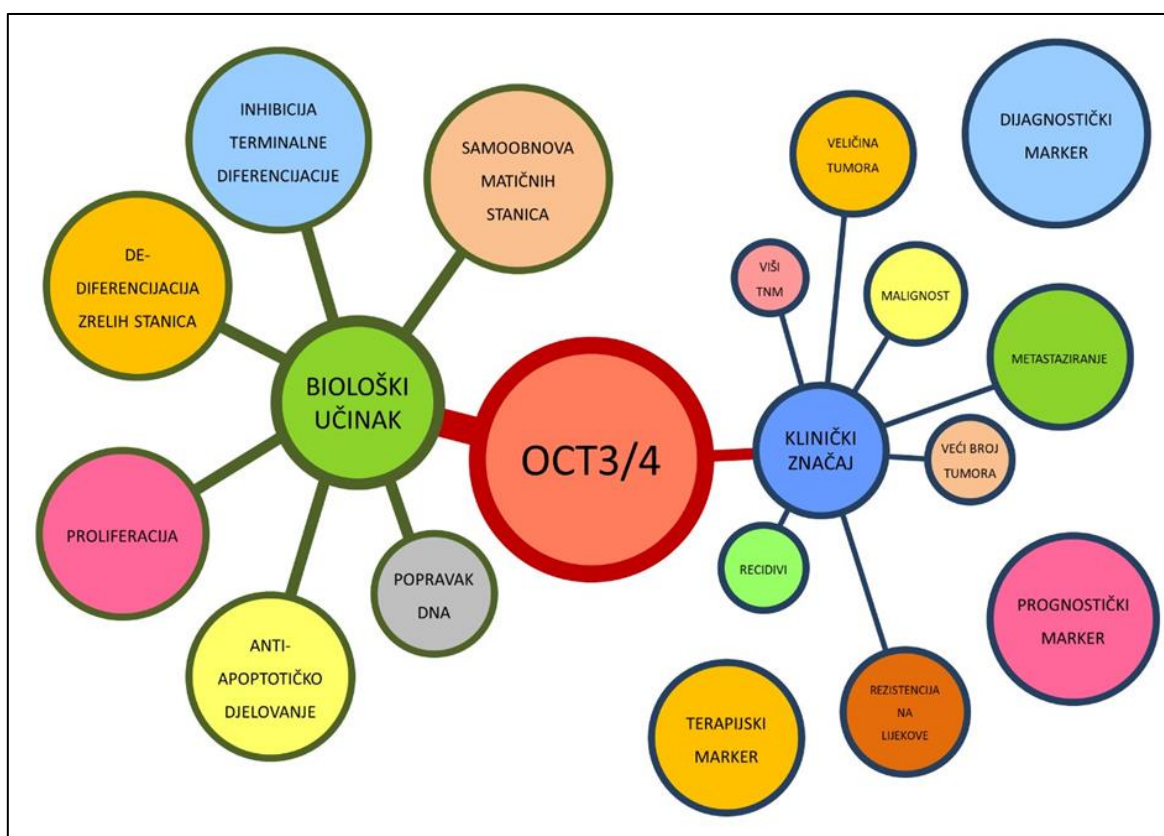 INHIBICIJA
TERMINALNE
DIFERENCIJACIJE
SAMOOBNOVA
MATIČNIH
STANICA
DE-
DIFERENCIJACIJA
ZRELIH STANICA
BIOLOŠKI
UČINAK
PROLIFERACIJA
ANTI-
APOPTOTIČKO
DJELOVANJE
POPRAVAK
DNA
OCT3/4
KLINIČKI
ZNAČAJ
VELIČINA
TUMORA
VIŠI
TNM
MALIGNOST
METASTAZIRANJE
VEĆI BROJ
TUMORA
RECIDIVI
REZISTENCIJA
NA
LIJEKOVE
DIJAGNOSTIČKI
MARKER
PROGNOSTIČKI
MARKER
TERAPIJSKI
MARKER